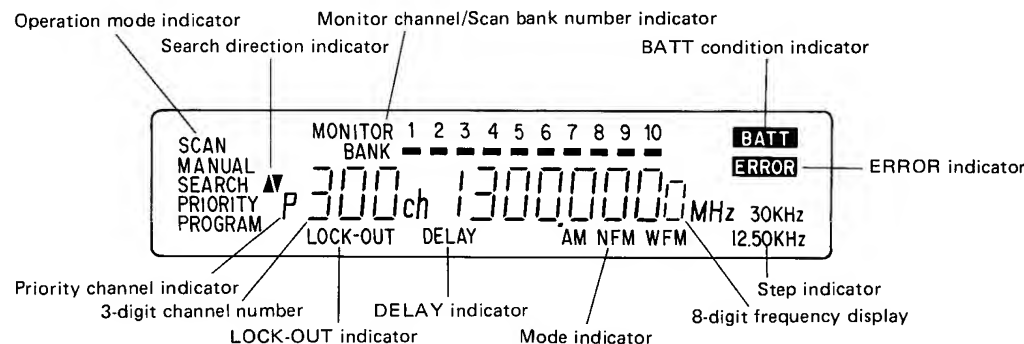 Operation mode indicator
Monitor channel/Scan bank number indicator
Search direction indicator
BATT condition indicator
MONITOR 1 2 3 4 5 6 7 8 9 10
BANK
BATT
SCAN
MANUAL
SEARCH
PRIORITY
PROGRAM
ERROR
ERROR indicator
P 300 ch 1300.0000 MHz
30KHz
12.50KHz
LOCK-OUT DELAY AM NFM WFM
Priority channel indicator
3-digit channel number
LOCK-OUT indicator
DELAY indicator
Mode indicator
Step indicator
8-digit frequency display